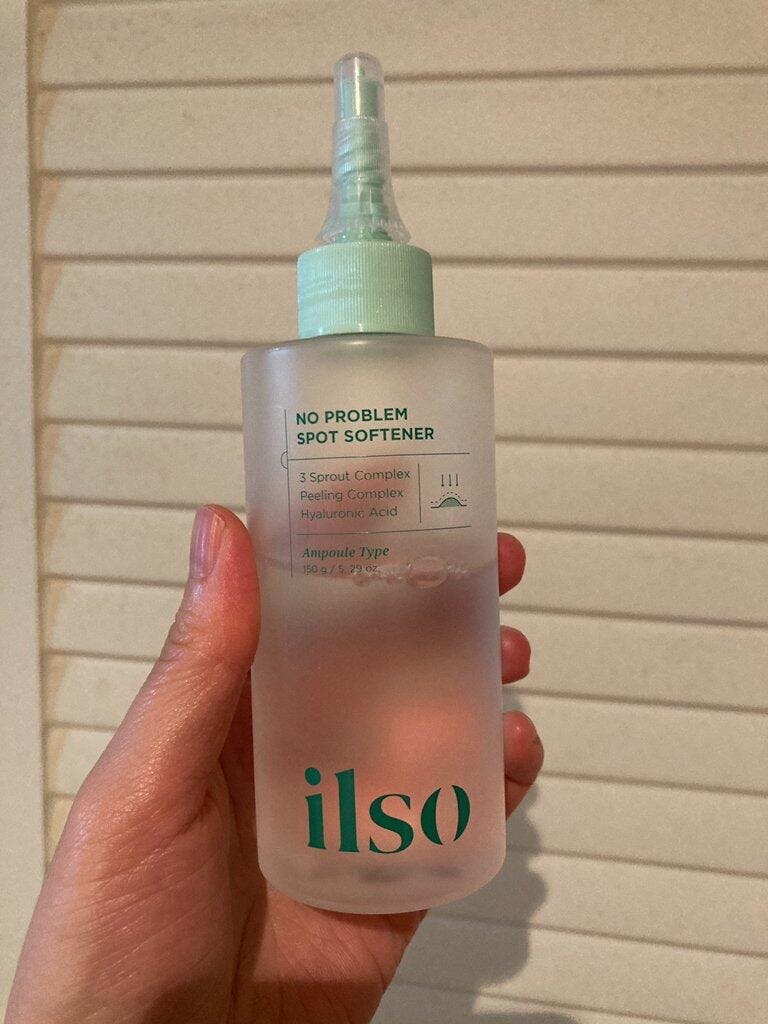 NO PROBLEM
SPOT SOFTENER
3 Sprout Complex
Peeling Complex
Hyaluronic Acid
Ampoule Type
150 g / 5. 29 oz.
ilso